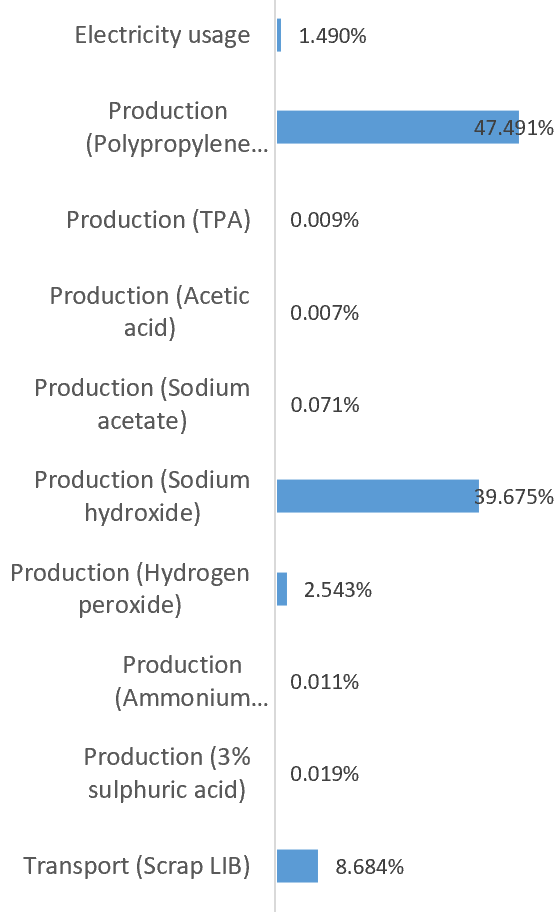 Electricity usage 1.490%
Production
(Polypropylene... 47.491%
Production (TPA) 0.009%
Production (Acetic
acid) 0.007%
Production (Sodium
acetate) 0.071%
Production (Sodium
hydroxide) 39.675%
Production (Hydrogen
peroxide) 2.543%
Production
(Ammonium... 0.011%
Production (3%
sulphuric acid) 0.019%
Transport (Scrap LIB) 8.684%